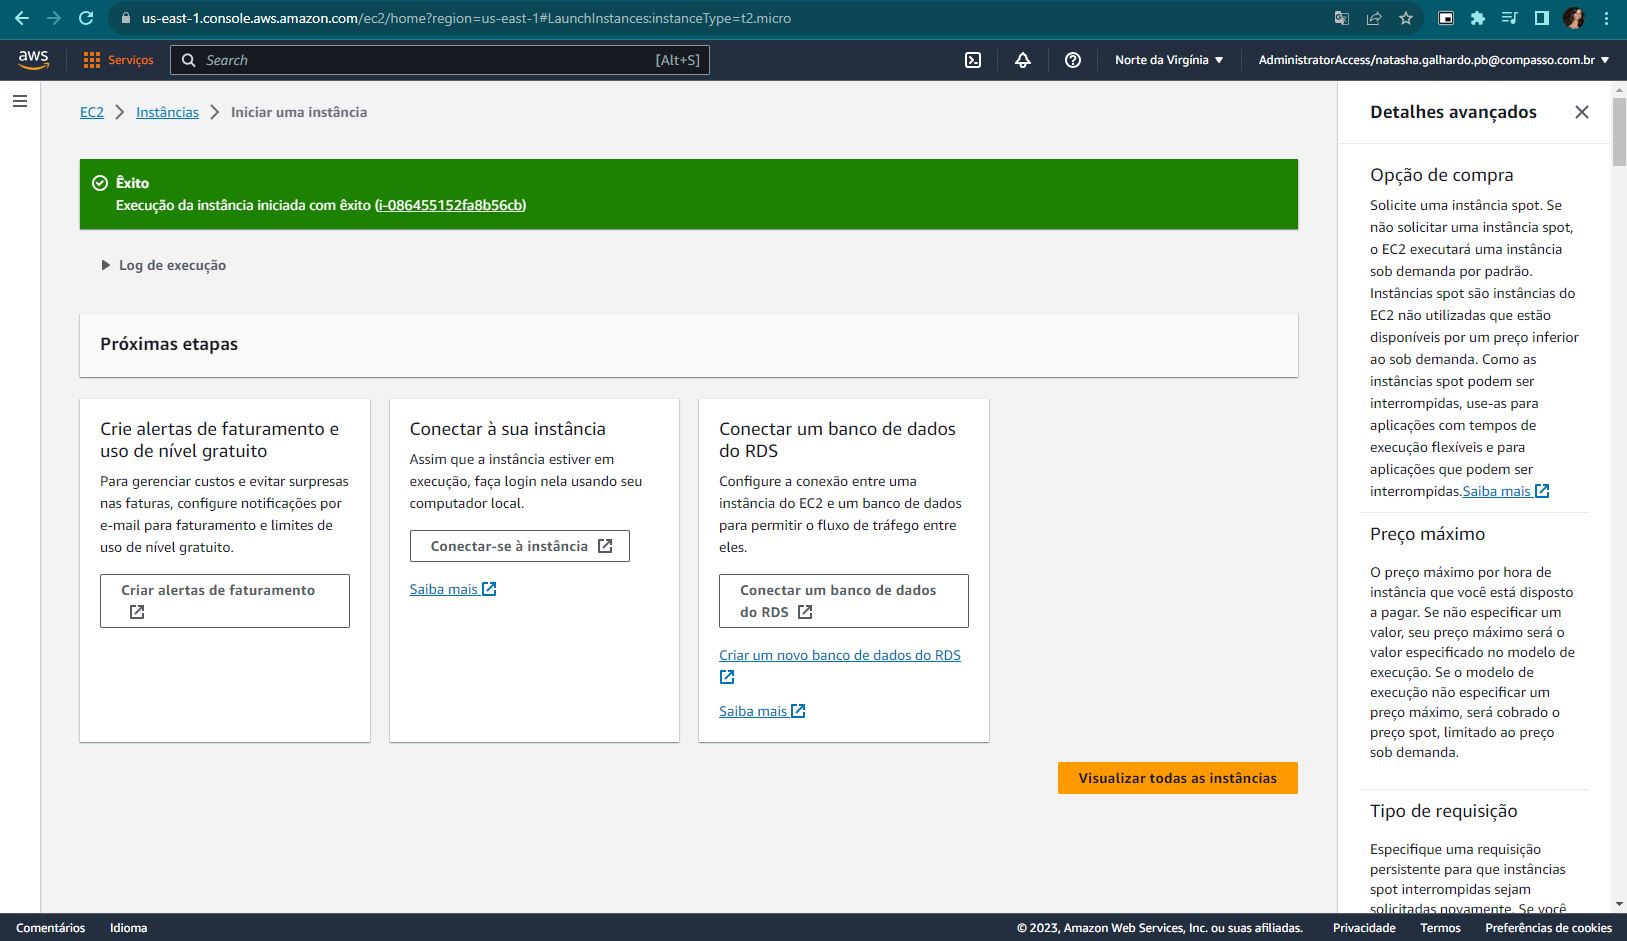 us-east-1.console.aws.amazon.com/ec2/home?region=us-east-1#LaunchInstances:instanceType=t2.micro
aws
Serviços
Search
[Alt+S]
Norte da Virgínia
AdministratorAccess/natasha.galhardo.pb@compasso.com.br
EC2
Instâncias
Iniciar uma instância
Êxito
Execução da instância iniciada com êxito (i-086455152fa8b56cb)
Log de execução
Próximas etapas
Crie alertas de faturamento e
uso de nível gratuito
Para gerenciar custos e evitar surpresas
nas faturas, configure notificações por
e-mail para faturamento e limites de
uso de nível gratuito.
Criar alertas de faturamento
Conectar à sua instância
Assim que a instância estiver em
execução, faça login nela usando seu
computador local.
Conectar-se à instância
Saiba mais
Conectar um banco de dados
do RDS
Configure a conexão entre uma
instância do EC2 e um banco de dados
para permitir o fluxo de tráfego entre
eles.
Conectar um banco de dados
do RDS
Criar um novo banco de dados do RDS
Saiba mais
Visualizar todas as instâncias
Detalhes avançados
Opção de compra
Solicite uma instância spot. Se
não solicitar uma instância spot,
o EC2 executará uma instância
sob demanda por padrão.
Instâncias spot são instâncias do
EC2 não utilizadas que estão
disponíveis por um preço inferior
ao sob demanda. Como as
instâncias spot podem ser
interrompidas, use-as para
aplicações com tempos de
execução flexíveis e para
aplicações que podem ser
interrompidas.Saiba mais
Preço máximo
O preço máximo por hora de
instância que você está disposto
a pagar. Se não especificar um
valor, seu preço máximo será o
valor especificado no modelo de
execução. Se o modelo de
execução não especificar um
preço máximo, será cobrado o
preço spot, limitado ao preço
sob demanda.
Tipo de requisição
Especifique uma requisição
persistente para que instâncias
spot interrompidas sejam
solicitadas novamente. Se você
Comentários
Idioma
© 2023, Amazon Web Services, Inc. ou suas afiliadas.
Privacidade
Termos
Preferências de cookies